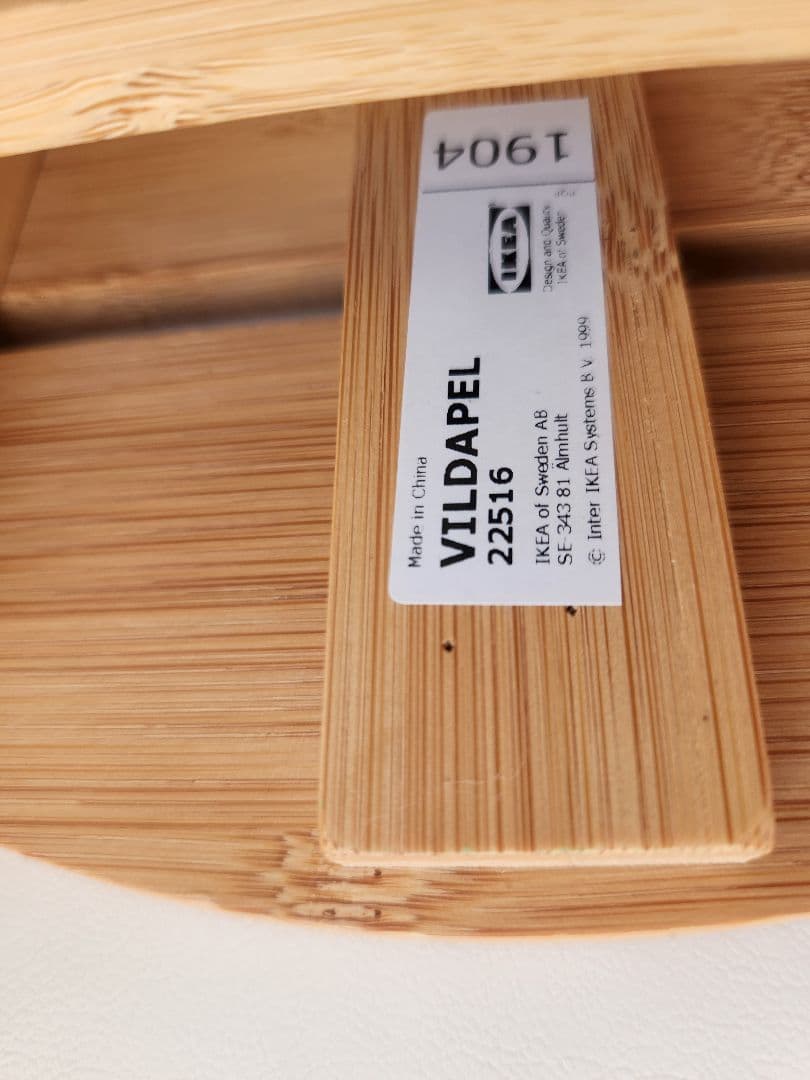 Made in China
VILDAPEL
22516
IKEA of Sweden AB
SE-343 81 Älmhult
© Inter IKEA Systems B.V. 1999
IKEA®
Design and Quality
IKEA of Sweden
1904